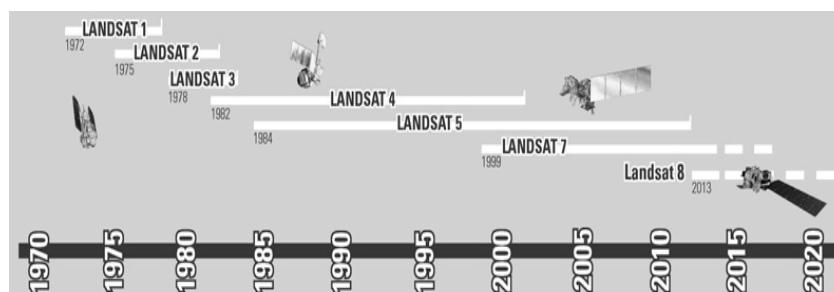 LANDSAT 1
1972
LANDSAT 2
1975
LANDSAT 3
1978
LANDSAT 4
1982
LANDSAT 5
1984
LANDSAT 7
1999
Landsat 8
2013
1970 1975 1980 1985 1990 1995 2000 2005 2010 2015 2020